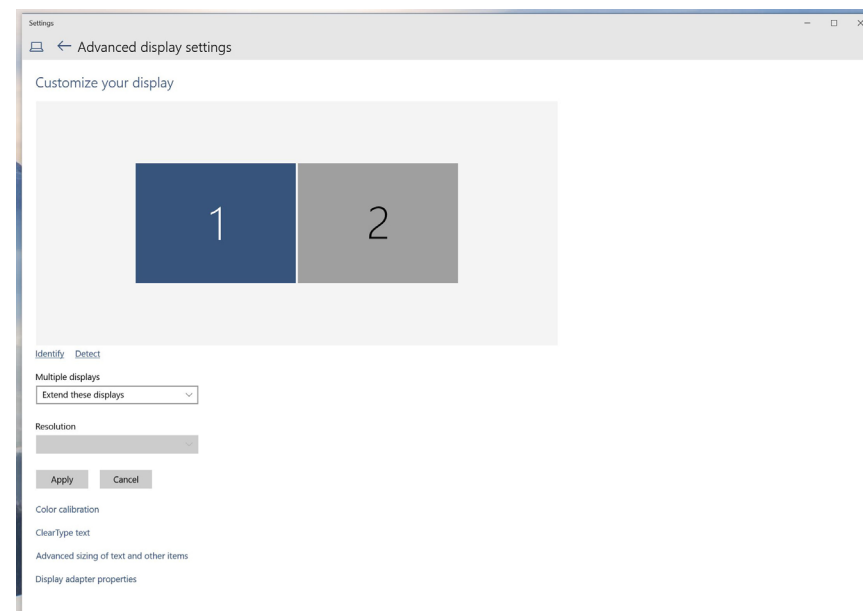 Settings
Advanced display settings
Customize your display
1
2
Identify Detect
Multiple displays
Extend these displays
Resolution
Apply Cancel
Color calibration
ClearType text
Advanced sizing of text and other items
Display adapter properties